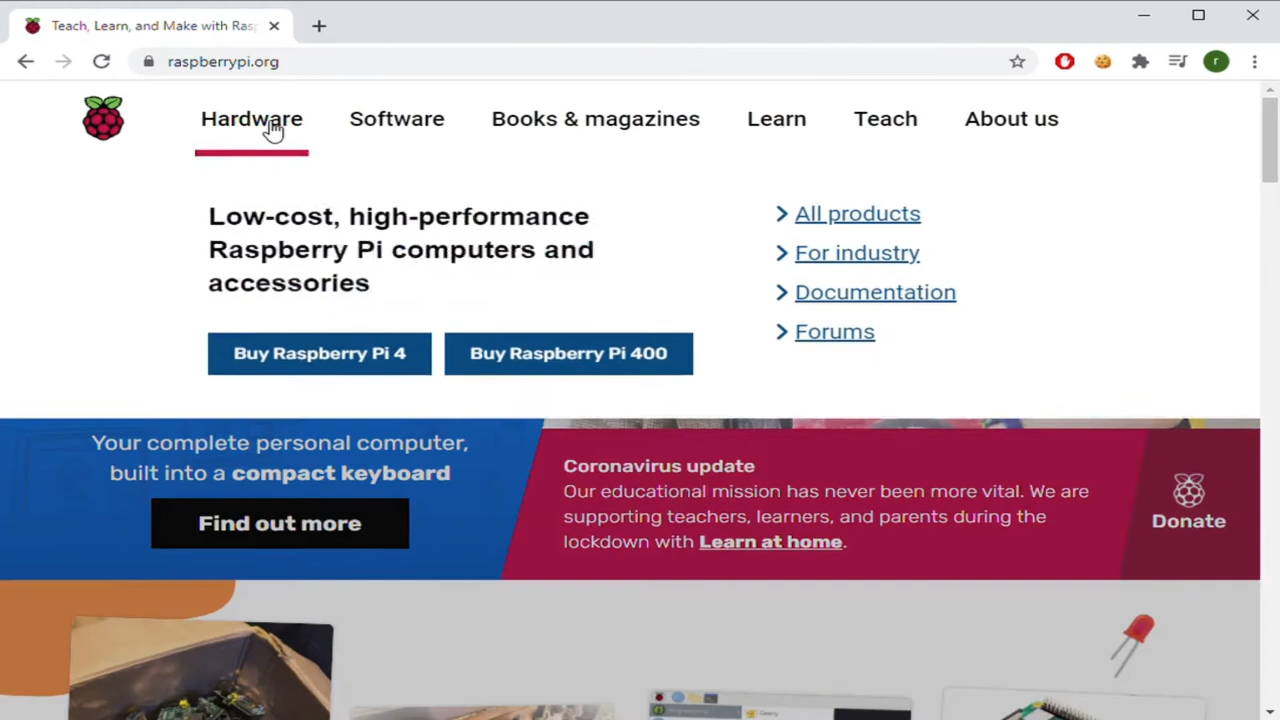 Teach, Learn, and Make with Rasp
raspberrypi.org
r
Hardware
Software
Books & magazines
Learn
Teach
About us
Low-cost, high-performance
Raspberry Pi computers and
accessories
Buy Raspberry Pi 4
Buy Raspberry Pi 400
All products
For industry
Documentation
Forums
Your complete personal computer,
built into a compact keyboard
Find out more
Coronavirus update
Our educational mission has never been more vital. We are
supporting teachers, learners, and parents during the
lockdown with Learn at home.
Donate